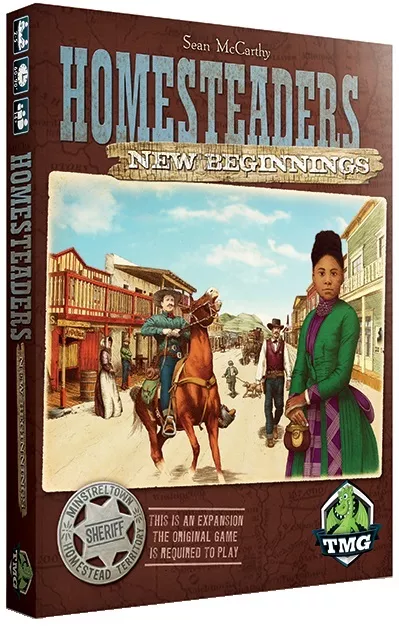 Sean McCarthy
HOMESTEADERS
NEW BEGINNINGS
HOMESTEADERS
NEW BEGINNINGS
MINSTRELTOWN
SHERIFF
HOMESTEAD TERRITORY
THIS IS AN EXPANSION
THE ORIGINAL GAME
IS REQUIRED TO PLAY
TMG
TMG